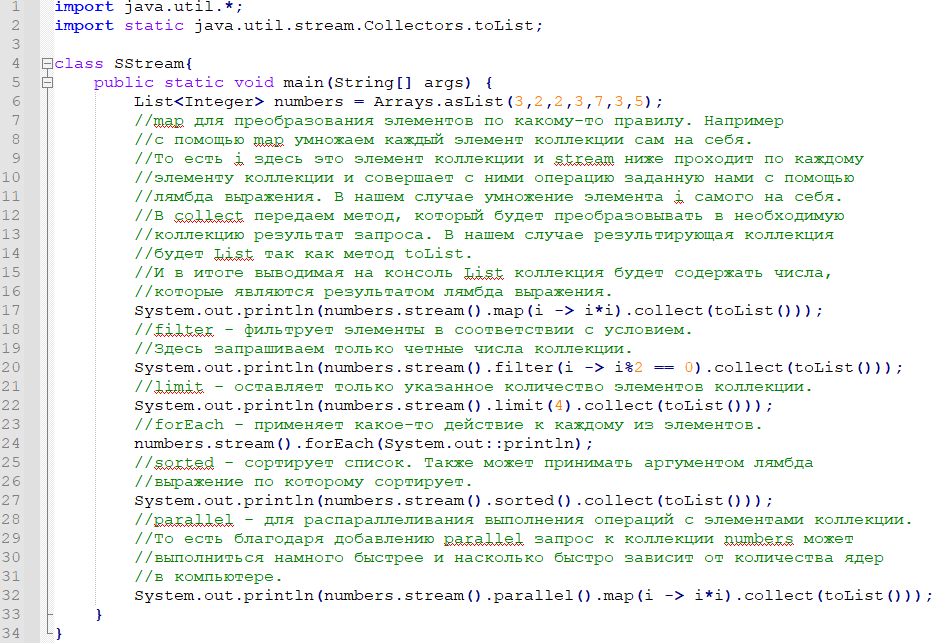 1 import java.util.*;
2 import static java.util.stream.Collectors.toList;
3
4 class SStream{
5 public static void main(String[] args) {
6 List<Integer> numbers = Arrays.asList(3,2,2,3,7,3,5);
7 //map для преобразования элементов по какому-то правилу. Например
8 //с помощью map умножаем каждый элемент коллекции сам на себя.
9 //То есть i здесь это элемент коллекции и stream ниже проходит по каждому
10 //элементу коллекции и совершает с ними операцию заданную нами с помощью
11 //лямбда выражения. В нашем случае умножение элемента i самого на себя.
12 //В collect передаем метод, который будет преобразовывать в необходимую
13 //коллекцию результат запроса. В нашем случае результирующая коллекция
14 //будет List так как метод toList.
15 //И в итоге выводимая на консоль List коллекция будет содержать числа,
16 //которые являются результатом лямбда выражения.
17 System.out.println(numbers.stream().map(i -> i*i).collect(toList()));
18 //filter - фильтрует элементы в соответствии с условием.
19 //Здесь запрашиваем только четные числа коллекции.
20 System.out.println(numbers.stream().filter(i -> i%2 == 0).collect(toList()));
21 //limit - оставляет только указанное количество элементов коллекции.
22 System.out.println(numbers.stream().limit(4).collect(toList()));
23 //forEach - применяет какое-то действие к каждому из элементов.
24 numbers.stream().forEach(System.out::println);
25 //sorted - сортирует список. Также может принимать аргументом лямбда
26 //выражение по которому сортирует.
27 System.out.println(numbers.stream().sorted().collect(toList()));
28 //parallel - для распараллеливания выполнения операций с элементами коллекции.
29 //То есть благодаря добавлению parallel запрос к коллекции numbers может
30 //выполниться намного быстрее и насколько быстро зависит от количества ядер
31 //в компьютере.
32 System.out.println(numbers.stream().parallel().map(i -> i*i).collect(toList()));
33 }
34 }